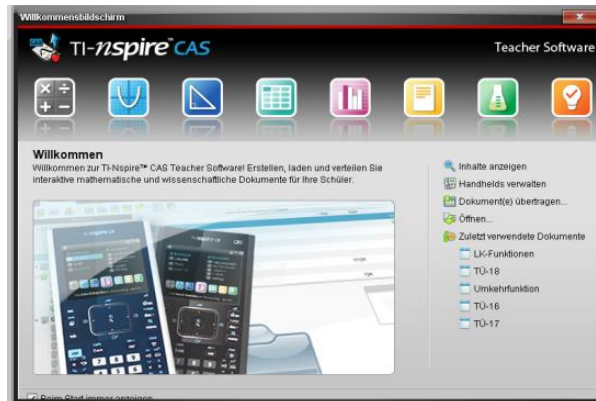 Willkommensbildschirm
TI-nspire™ CAS
Teacher Software
Willkommen
Willkommen zur TI-Nspire™ CAS Teacher Software! Erstellen, laden und verteilen Sie
interaktive mathematische und wissenschaftliche Dokumente für Ihre Schüler.
Inhalte anzeigen
Handhelds verwalten
Dokument(e) übertragen...
Öffnen...
Zuletzt verwendete Dokumente
LK-Funktionen
TÜ-18
Umkehrfunktion
TÜ-16
TÜ-17
Beim Start immer anzeigen